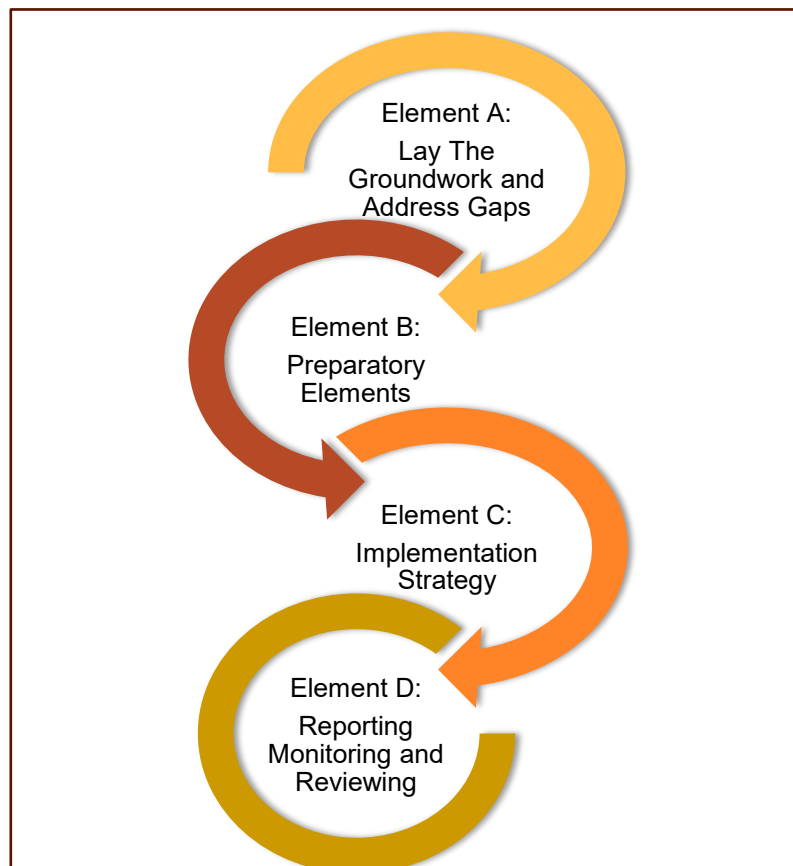 Element A:
Lay The
Groundwork and
Address Gaps
Element B:
Preparatory
Elements
Element C:
Implementation
Strategy
Element D:
Reporting
Monitoring and
Reviewing